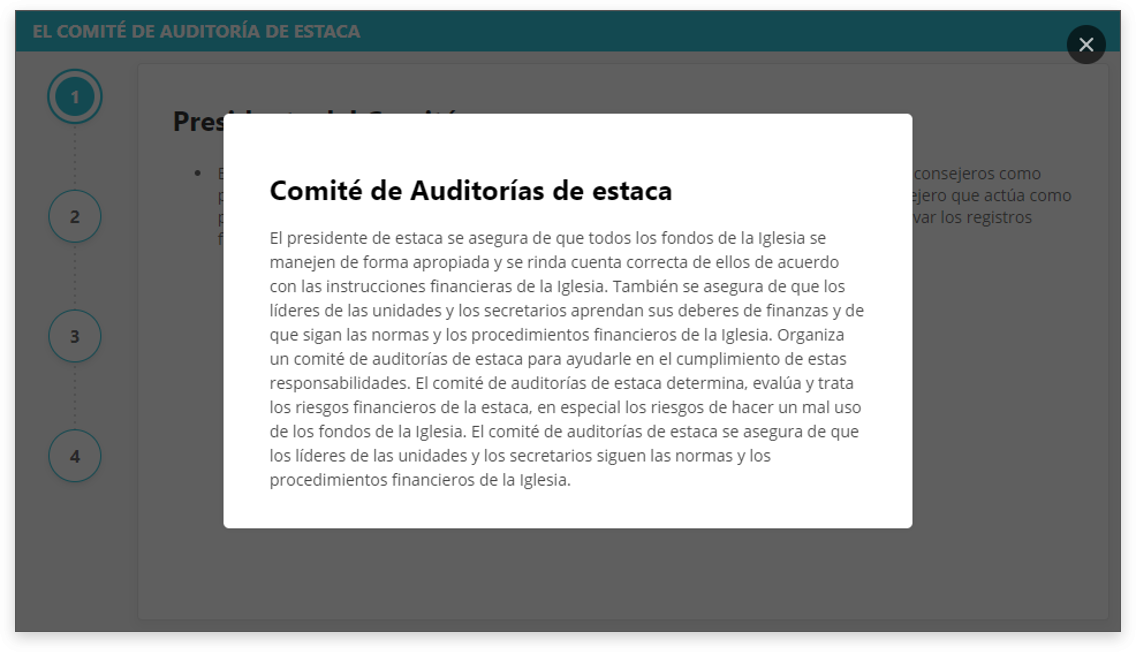 EL COMITÉ DE AUDITORÍA DE ESTACA
1
Comité de Auditorías de estaca
consejeros como
que actúa como
los registros
2
El presidente de estaca se asegura de que todos los fondos de la Iglesia se
manejen de forma apropiada y se rinda cuenta correcta de ellos de acuerdo
con las instrucciones financieras de la Iglesia. También se asegura de que los
líderes de las unidades y los secretarios aprendan sus deberes de finanzas y de
que sigan las normas y los procedimientos financieros de la Iglesia. Organiza
un comité de auditorías de estaca para ayudarle en el cumplimiento de estas
responsabilidades. El comité de auditorías de estaca determina, evalúa y trata
los riesgos financieros de la estaca, en especial los riesgos de hacer un mal uso
de los fondos de la Iglesia. El comité de auditorías de estaca se asegura de que
los líderes de las unidades y los secretarios siguen las normas y los
procedimientos financieros de la Iglesia.
3
4